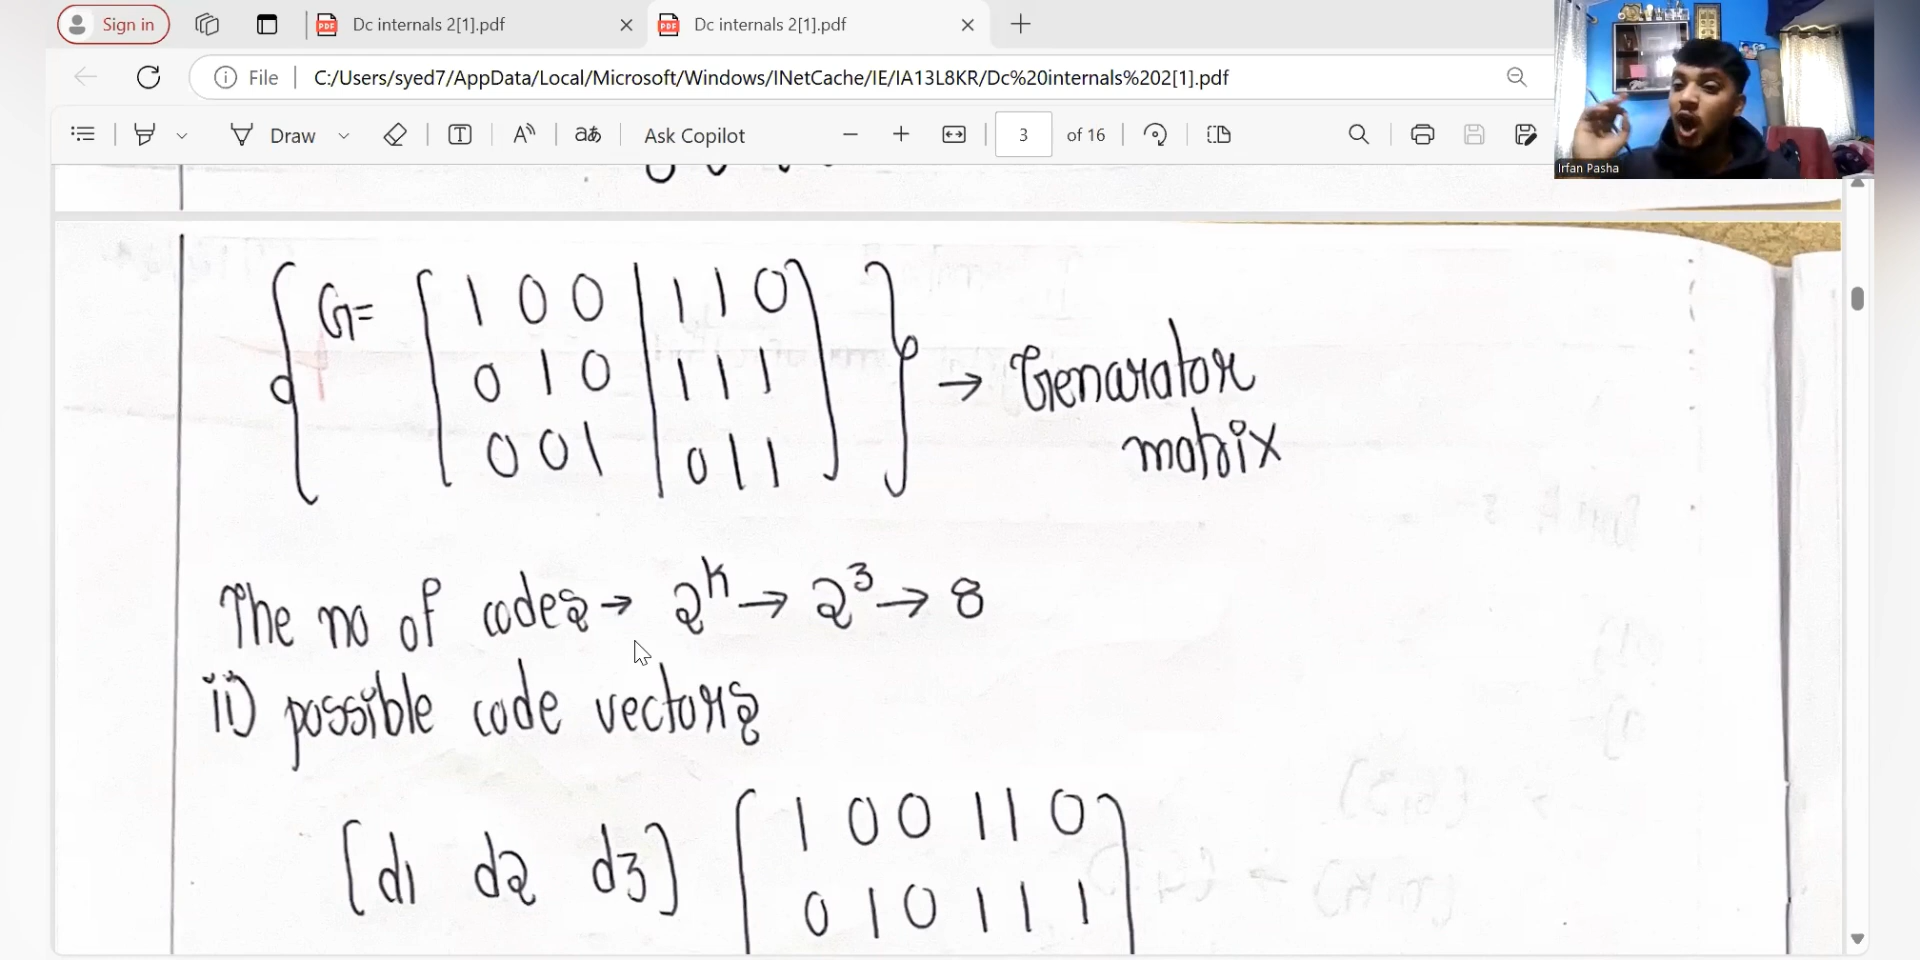 Sign in
Dc internals 2[1].pdf
Dc internals 2[1].pdf
File
C:/Users/syed7/AppData/Local/Microsoft/Windows/INetCache/IE/IA13L8KR/Dc%20internals%202[1].pdf
Draw
Ask Copilot
3 of 16
Irfan Pasha
G= [ 1 0 0 | 1 1 0 ]
0 1 0 | 1 1 1
0 0 1 | 0 1 1
→ Genarator
matrix
The no of codes → 2^k → 2^3 → 8
ii) possible code vectors
[d1 d2 d3] [ 1 0 0 1 1 0 ]
0 1 0 1 1 1